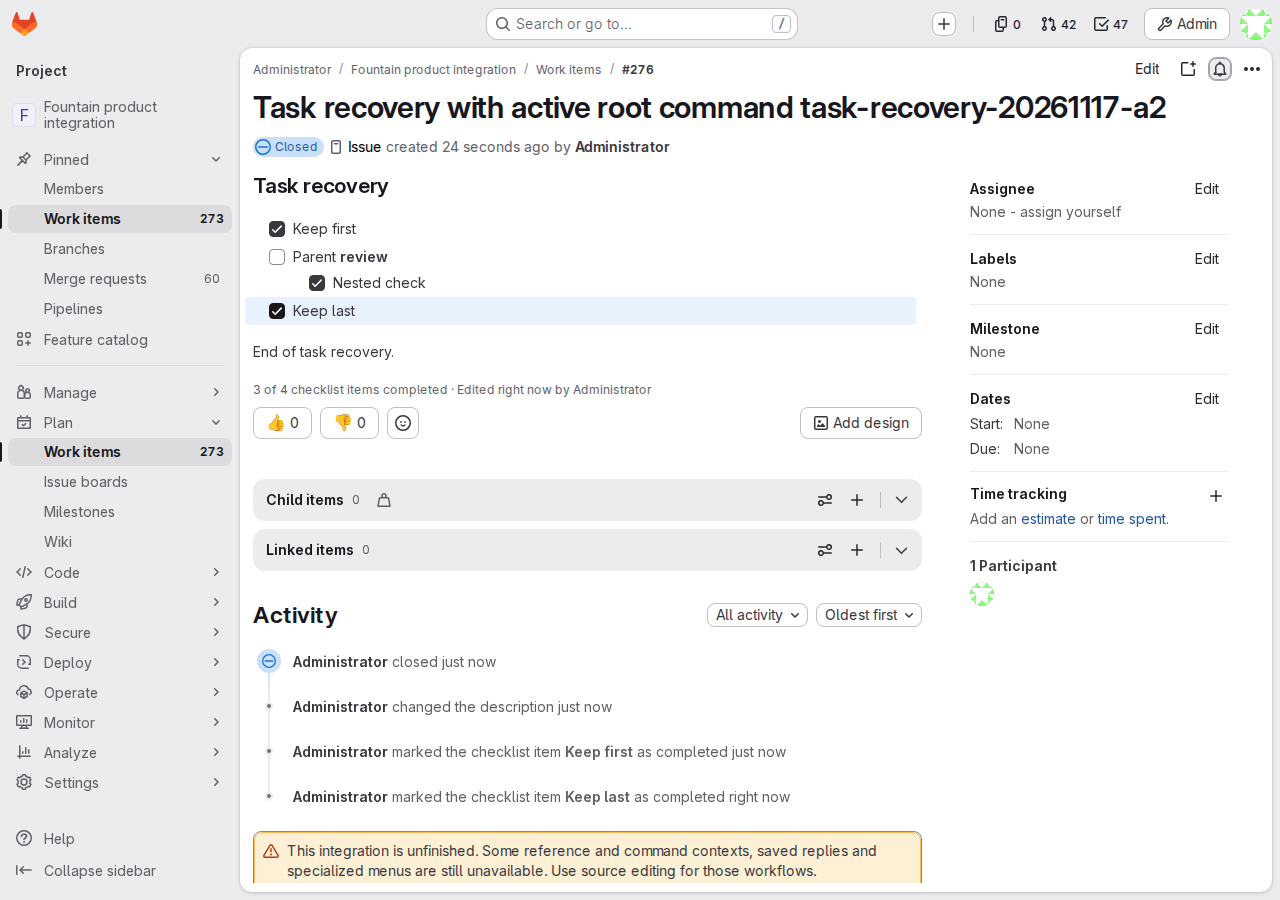 Search or go to... /
0
42
47
Admin
Project
F
Fountain product
integration
Pinned
Members
Work items 273
Branches
Merge requests 60
Pipelines
Feature catalog
Manage
Plan
Work items 273
Issue boards
Milestones
Wiki
Code
Build
Secure
Deploy
Operate
Monitor
Analyze
Settings
Help
Collapse sidebar
Administrator / Fountain product integration / Work items / #276
Edit
Task recovery with active root command task-recovery-20261117-a2
Closed Issue created 24 seconds ago by Administrator
Task recovery
Keep first
Parent review
Nested check
Keep last
End of task recovery.
3 of 4 checklist items completed · Edited right now by Administrator
👍 0
👎 0
Add design
Child items 0
Linked items 0
Activity
All activity
Oldest first
Administrator closed just now
Administrator changed the description just now
Administrator marked the checklist item Keep first as completed just now
Administrator marked the checklist item Keep last as completed right now
This integration is unfinished. Some reference and command contexts, saved replies and
specialized menus are still unavailable. Use source editing for those workflows.
Assignee Edit
None - assign yourself
Labels Edit
None
Milestone Edit
None
Dates Edit
Start: None
Due: None
Time tracking
Add an estimate or time spent.
1 Participant